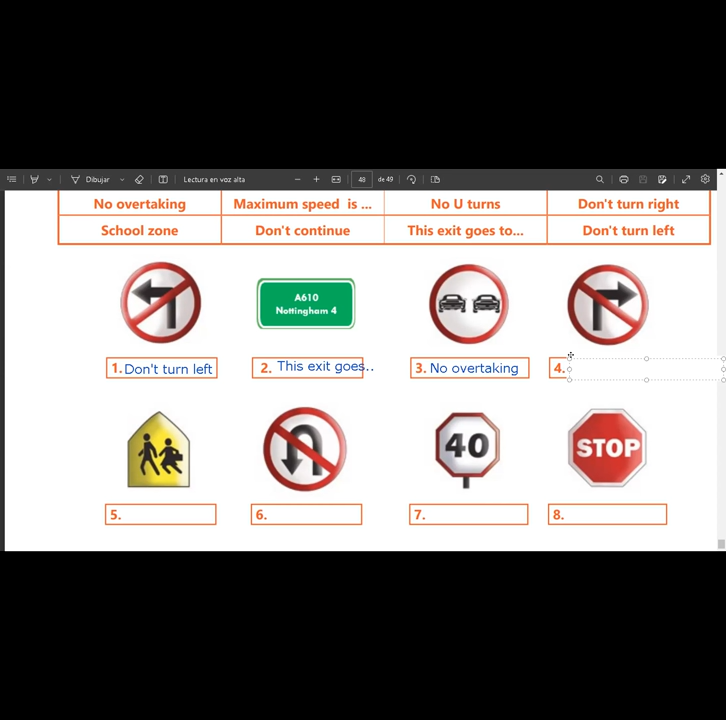 Dibujar
Lectura en voz alta
48 de 49
No overtaking
Maximum speed is ...
No U turns
Don't turn right
School zone
Don't continue
This exit goes to...
Don't turn left
A610
Nottingham 4
1. Don't turn left
2. This exit goes..
3. No overtaking
4.
40
STOP
5.
6.
7.
8.